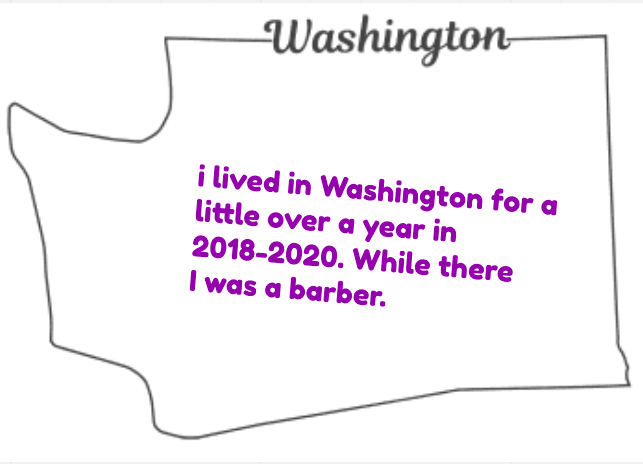 Washington
i lived in Washington for a
little over a year in
2018-2020. While there
I was a barber.